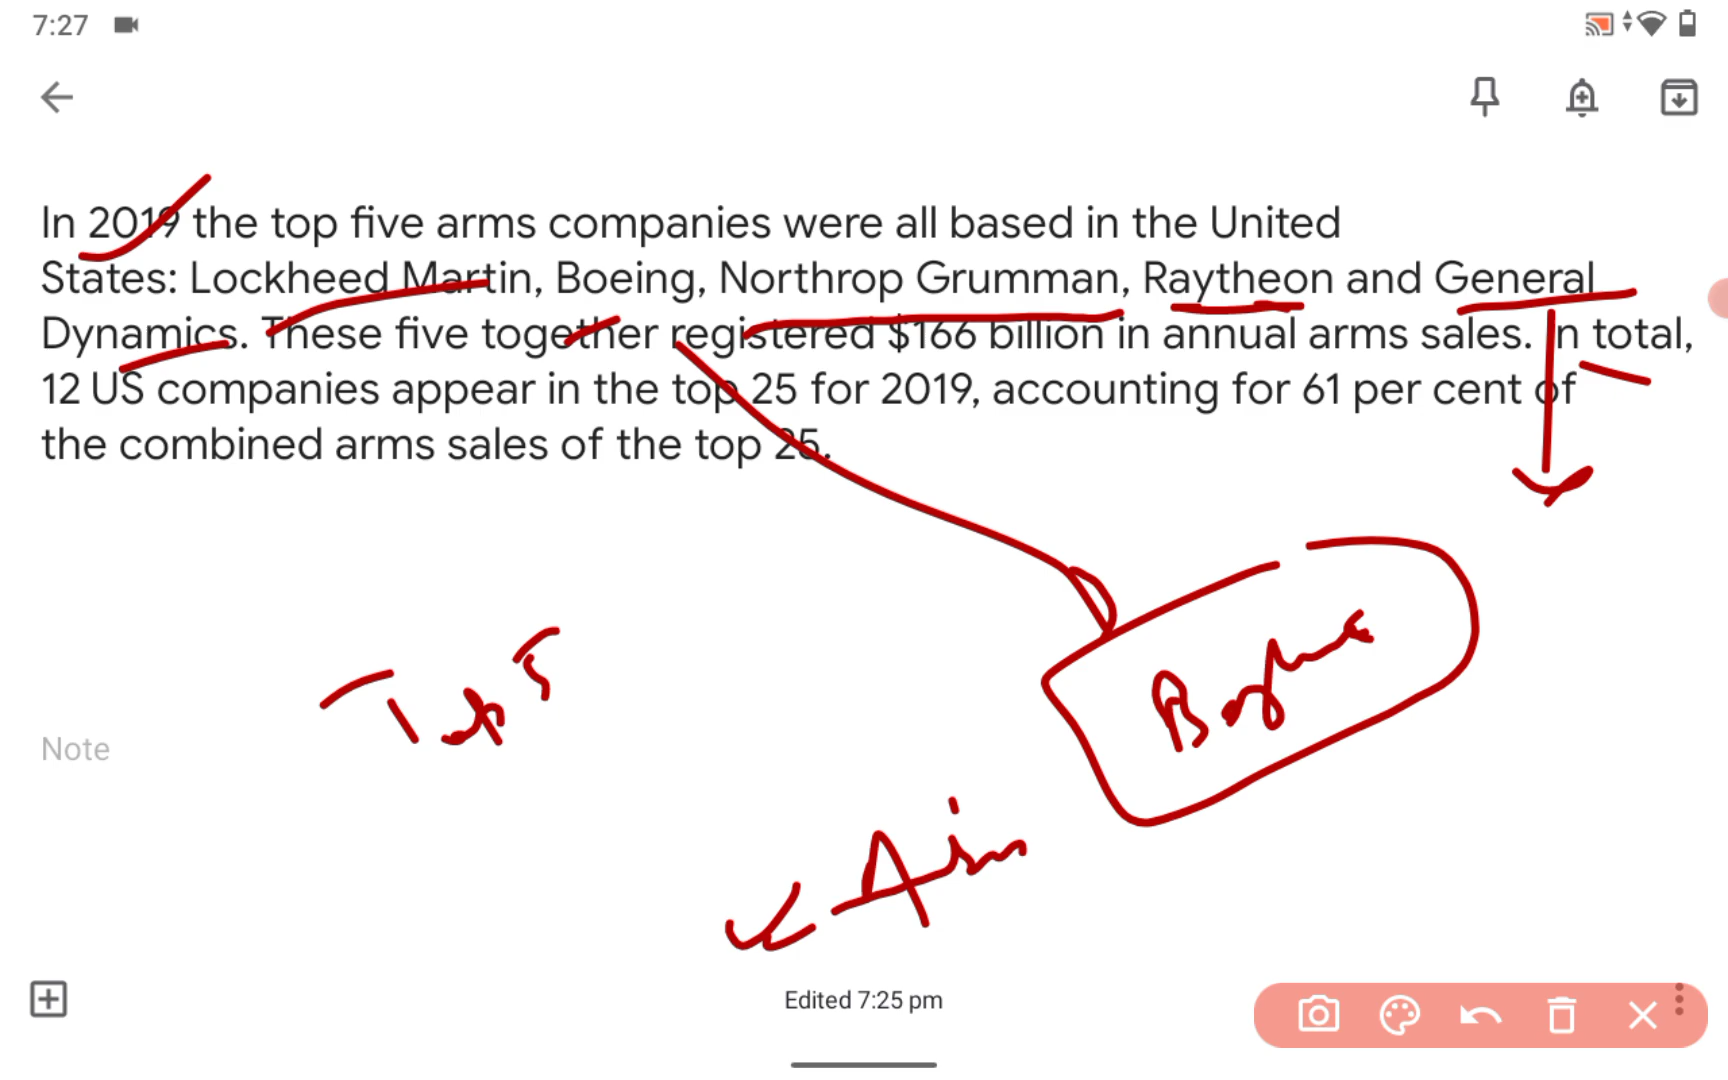 7:27
In 2019 the top five arms companies were all based in the United
States: Lockheed Martin, Boeing, Northrop Grumman, Raytheon and General
Dynamics. These five together registered $166 billion in annual arms sales. In total,
12 US companies appear in the top 25 for 2019, accounting for 61 per cent of
the combined arms sales of the top 25.
Top 5
Note
Edited 7:25 pm